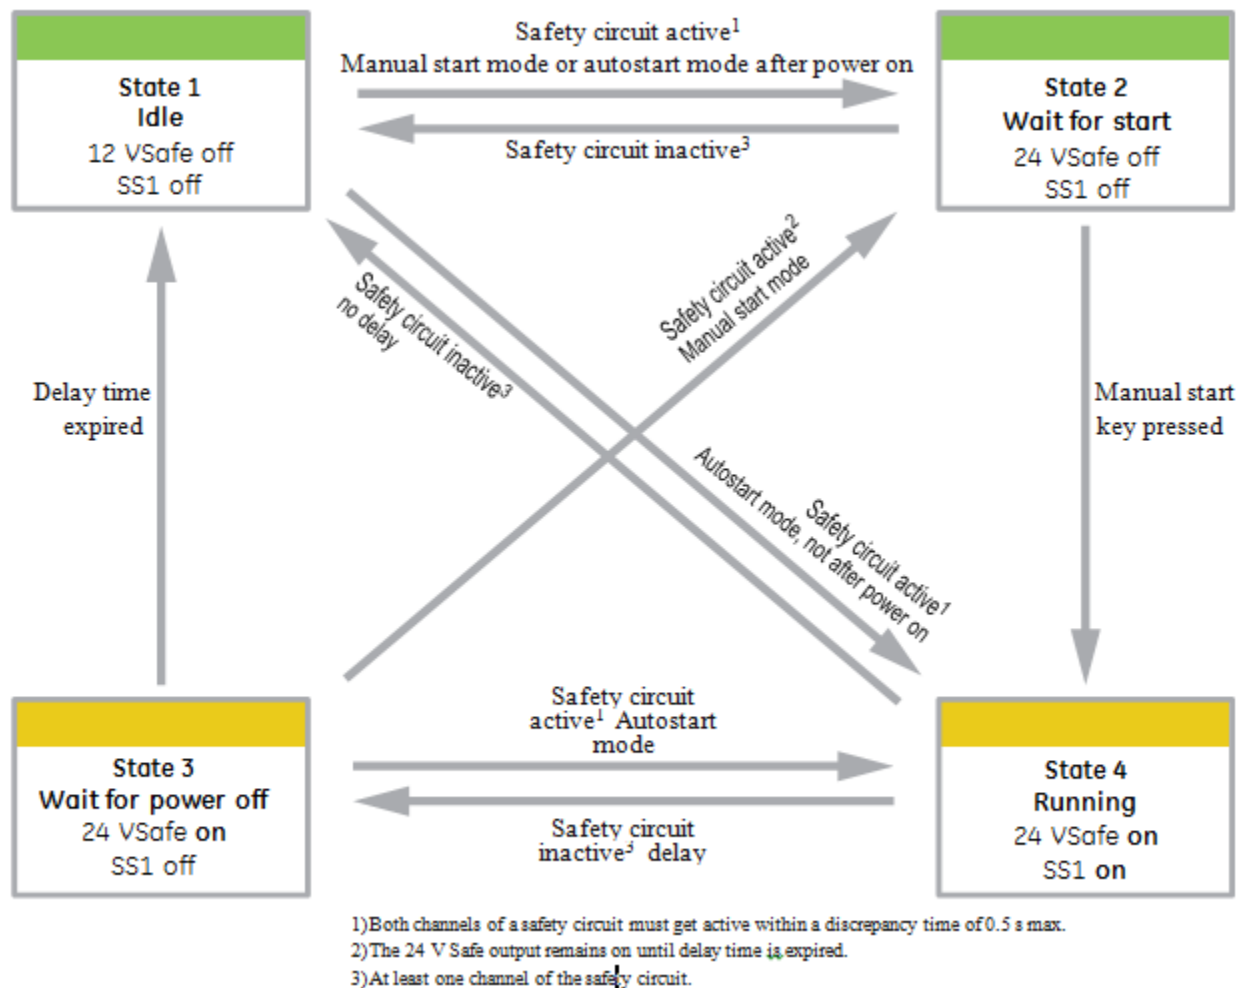 State 1
Idle
12 VSafe off
SS1 off
Safety circuit active1
Manual start mode or autostart mode after power on
Safety circuit inactive3
State 2
Wait for start
24 VSafe off
SS1 off
Safety circuit inactive3
no delay
Safety circuit active2
Manual start mode
Delay time
expired
Manual start
key pressed
Safety circuit active1
Autostart mode, not after power on
State 3
Wait for power off
24 VSafe on
SS1 off
Safety circuit
active1 Autostart
mode
Safety circuit
inactive3 delay
State 4
Running
24 VSafe on
SS1 on
1)Both channels of a safety circuit must get active within a discrepancy time of 0.5 s max.
2)The 24 V Safe output remains on until delay time is expired.
3)At least one channel of the safety circuit.